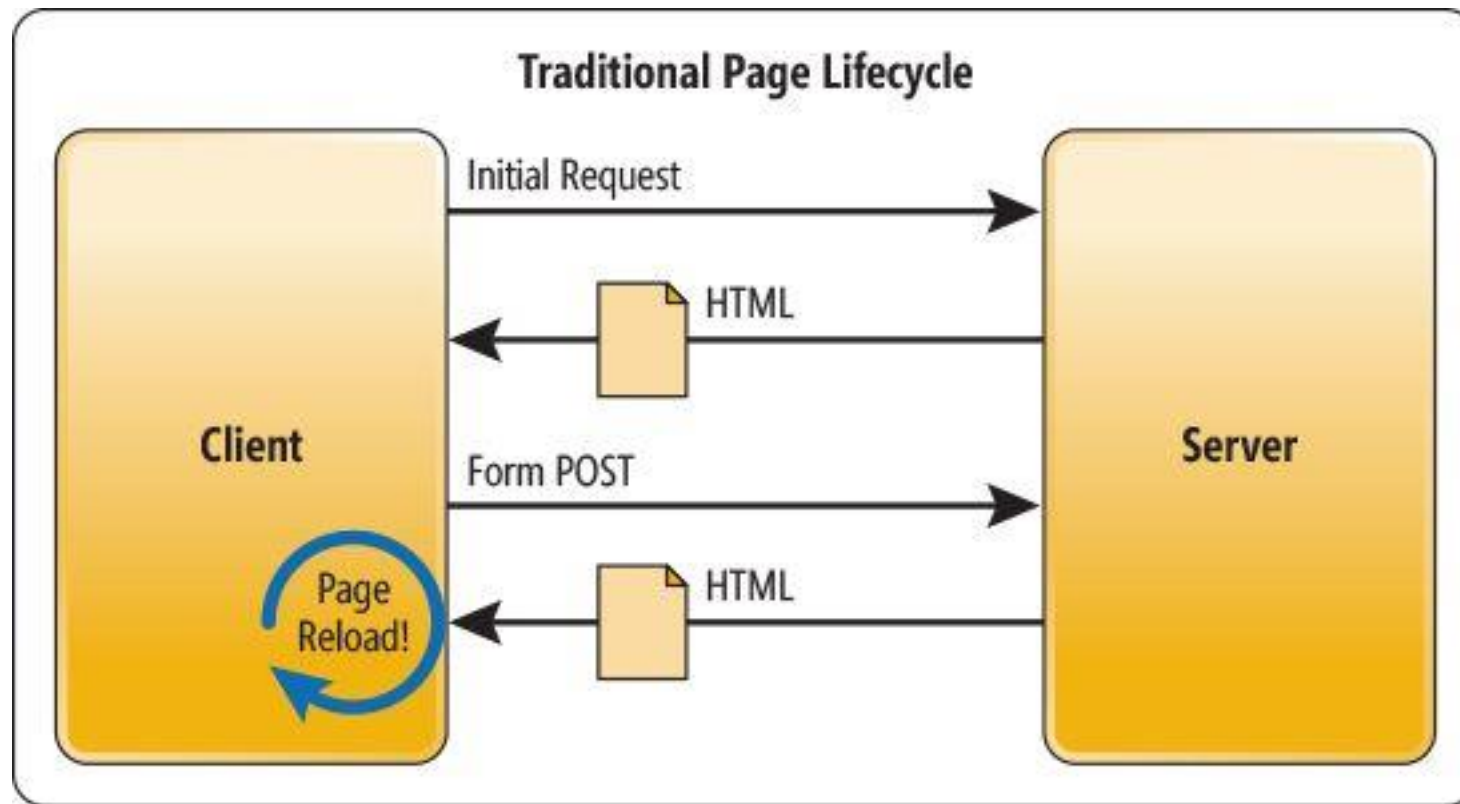 Traditional Page Lifecycle
Initial Request
HTML
Client
Server
Form POST
HTML
Page
Reload!